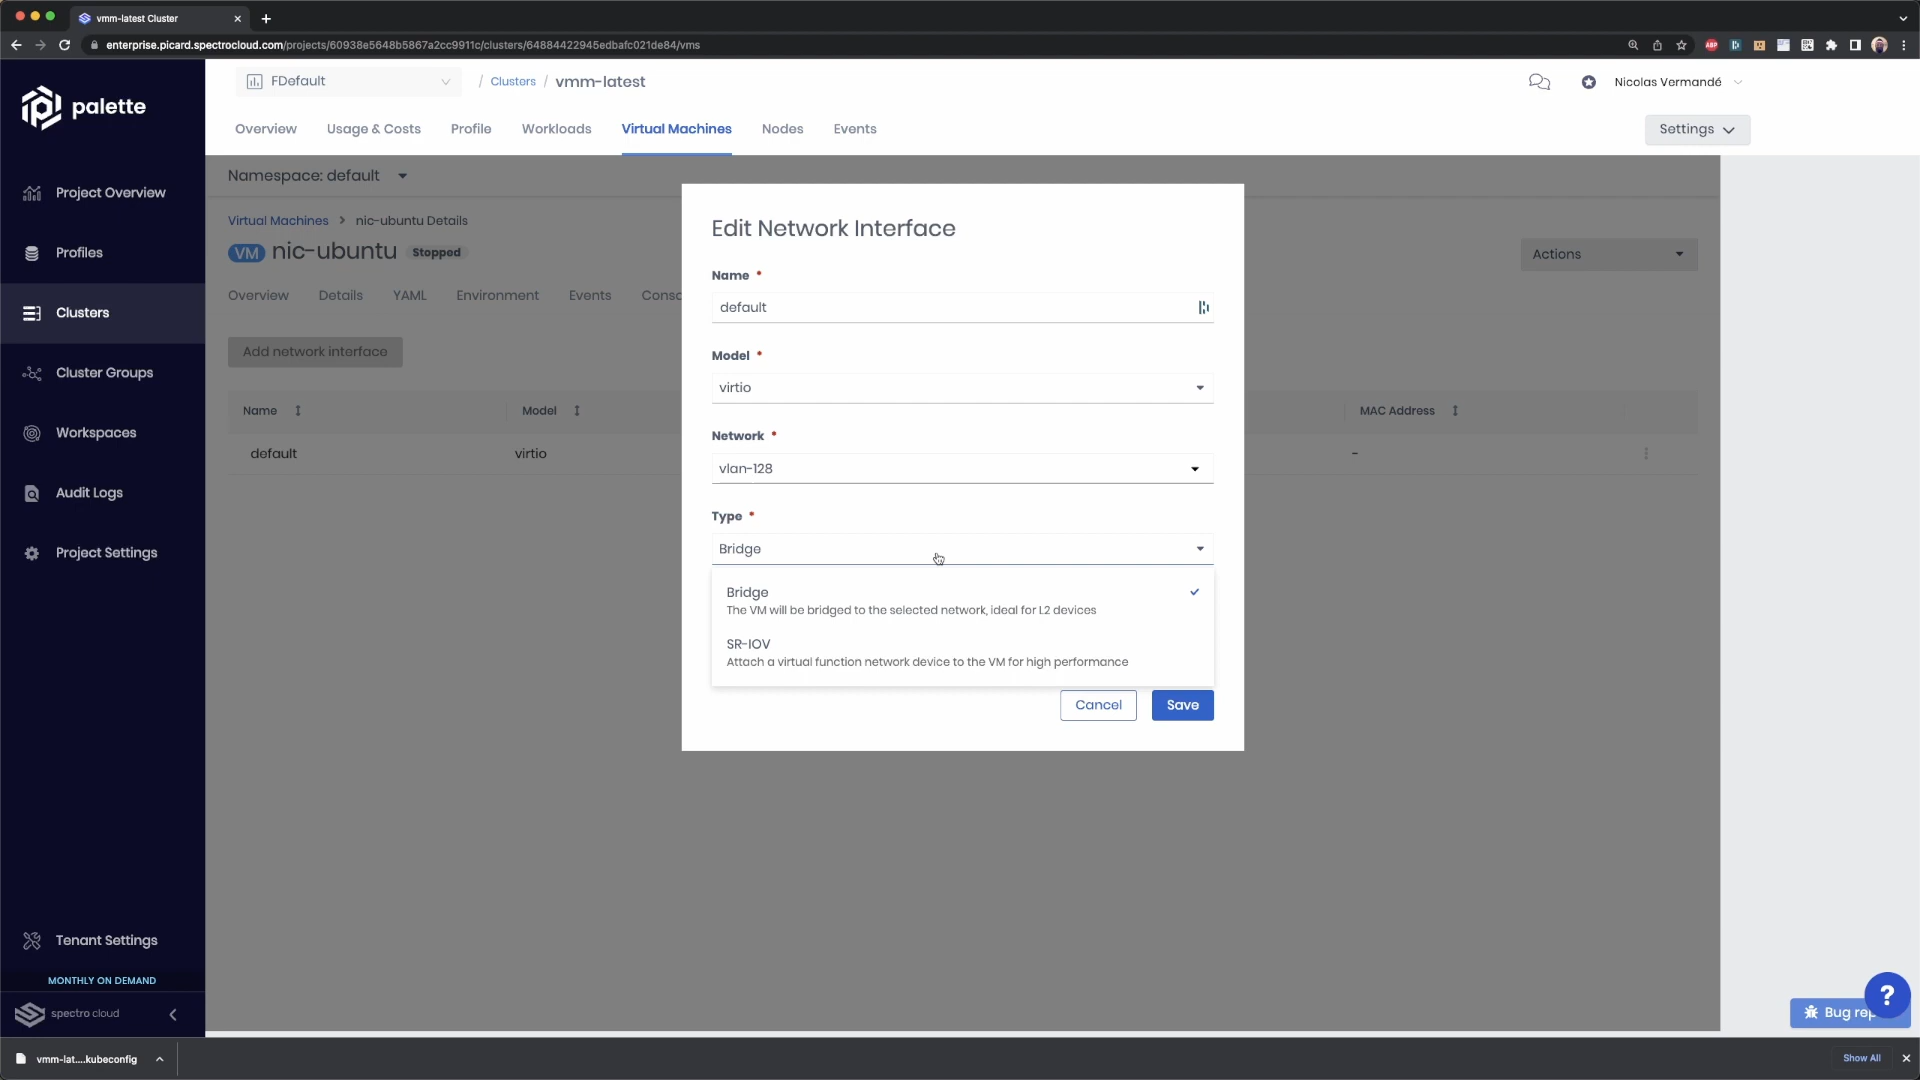 vmm-latest Cluster
enterprise.picard.spectrocloud.com/projects/60938e5648b5867a2cc9911c/clusters/64884422945edbafc021de84/vms
ABP
palette
FDefault
/ Clusters / vmm-latest
Nicolas Vermandé
Overview
Usage & Costs
Profile
Workloads
Virtual Machines
Nodes
Events
Settings
Project Overview
Profiles
Clusters
Cluster Groups
Workspaces
Audit Logs
Project Settings
Tenant Settings
MONTHLY ON DEMAND
spectro cloud
Namespace: default
Virtual Machines > nic-ubuntu Details
VM nic-ubuntu Stopped
Actions
Overview
Details
YAML
Environment
Events
Conso
Add network interface
Name
Model
MAC Address
default
virtio
-
Edit Network Interface
Name *
default
Model *
virtio
Network *
vlan-128
Type *
Bridge
Bridge
The VM will be bridged to the selected network, ideal for L2 devices
SR-IOV
Attach a virtual function network device to the VM for high performance
Cancel
Save
?
Bug rep
vmm-lat....kubeconfig
Show All